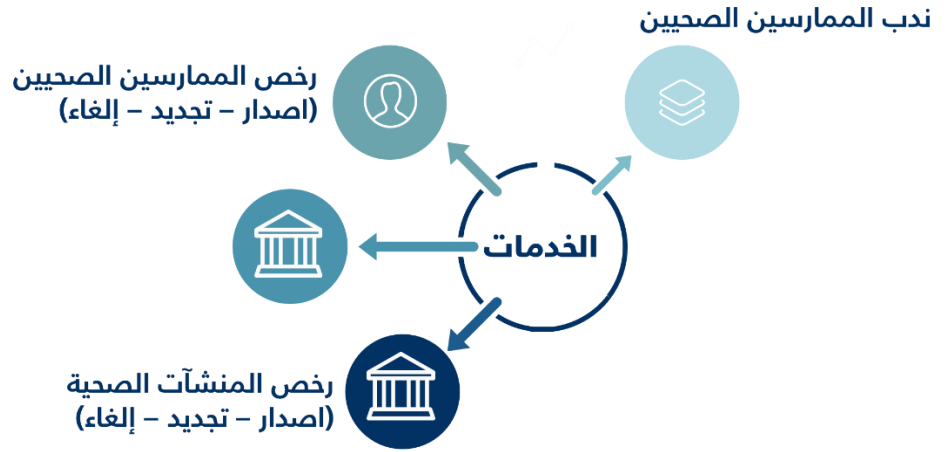 ندب الممارسين الصحيين
رخص الممارسين الصحيين
(اصدار – تجديد – إلغاء)
الخدمات
رخص المنشآت الصحية
(اصدار – تجديد – إلغاء)